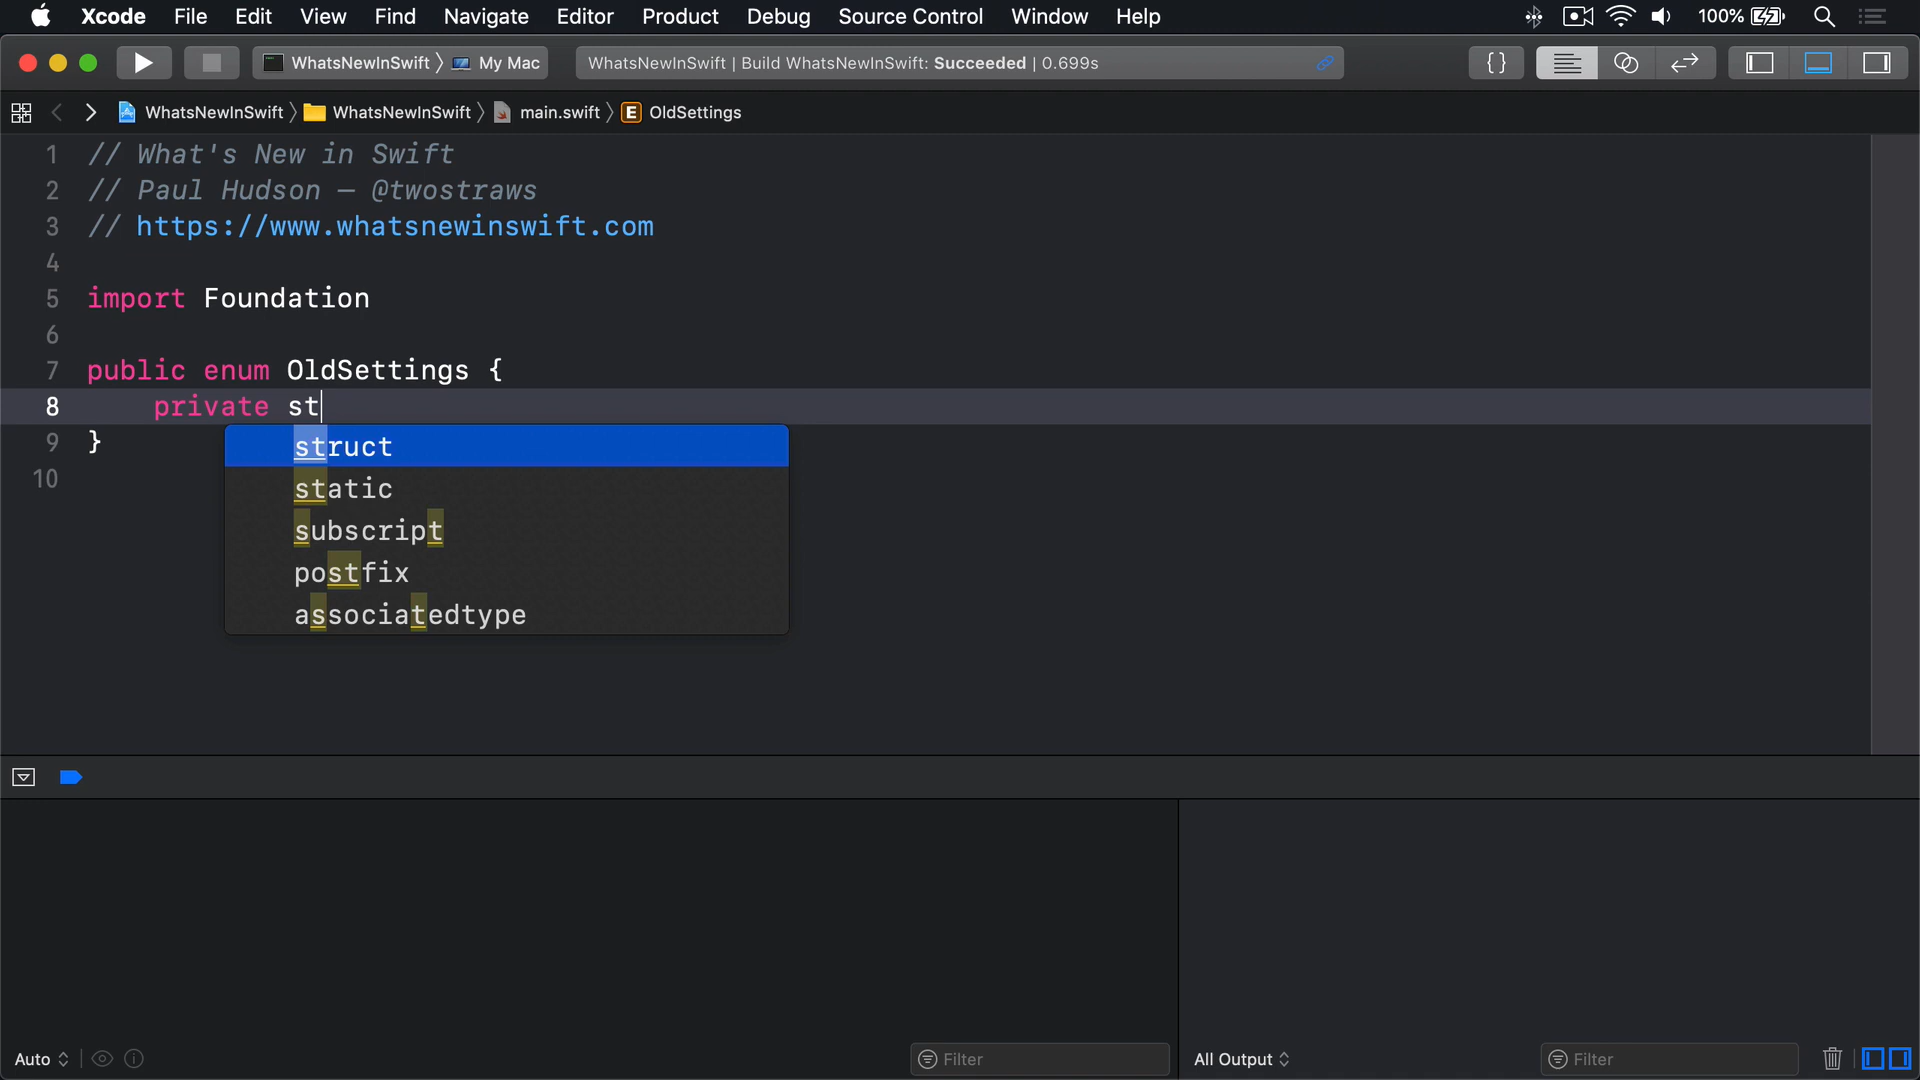 Xcode File Edit View Find Navigate Editor Product Debug Source Control Window Help 100%
WhatsNewInSwift 〉 My Mac WhatsNewInSwift | Build WhatsNewInSwift: Succeeded | 0.699s {}
WhatsNewInSwift 〉 WhatsNewInSwift 〉 main.swift 〉 E OldSettings
1 // What's New in Swift
2 // Paul Hudson — @twostraws
3 // https://www.whatsnewinswift.com
4
5 import Foundation
6
7 public enum OldSettings {
8 private st
struct
9 }
static
10
subscript
postfix
associatedtype
Auto Filter All Output Filter